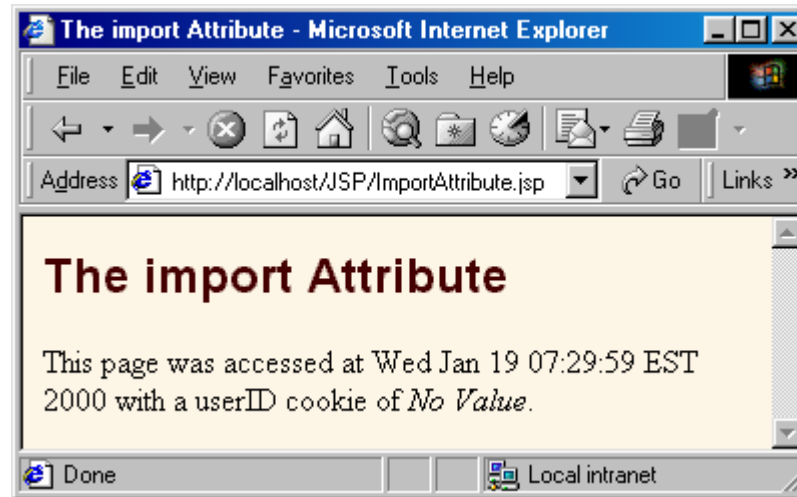 The import Attribute - Microsoft Internet Explorer
File Edit View Favorites Tools Help
Address http://localhost/JSP/ImportAttribute.jsp Go Links »
The import Attribute
This page was accessed at Wed Jan 19 07:29:59 EST
2000 with a userID cookie of No Value.
Done Local intranet